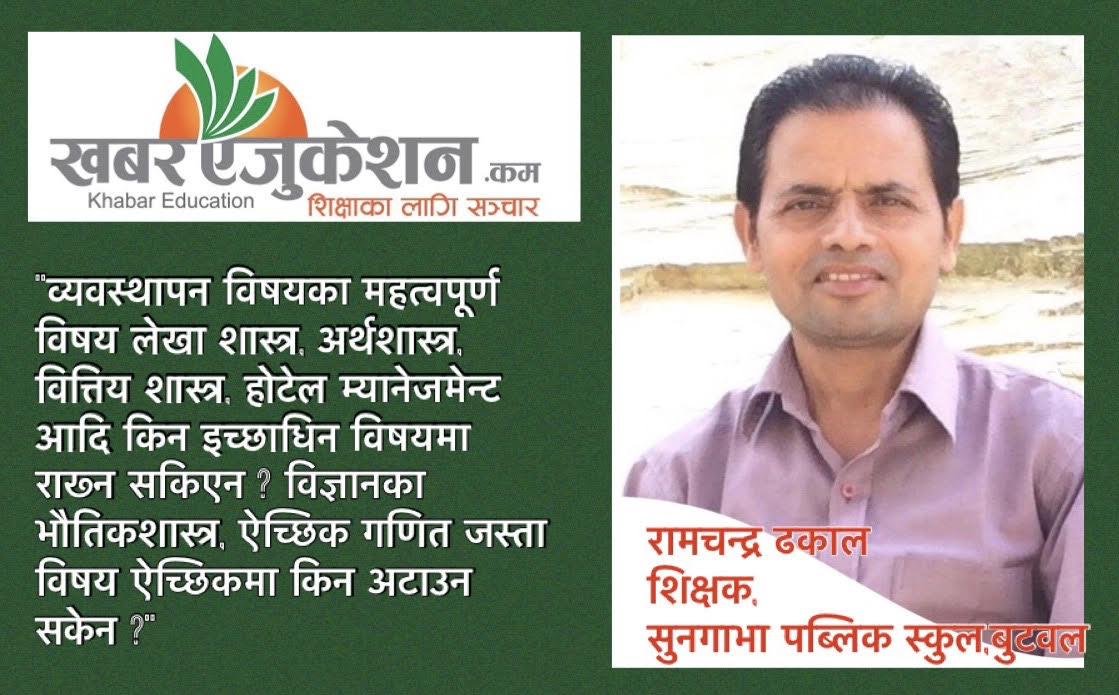 खबर एजुकेशन .कम
Khabar Education
शिक्षाका लागि सञ्चार
"व्यवस्थापन विषयका महत्वपूर्ण
विषय लेखा शास्त्र, अर्थशास्त्र,
वित्तिय शास्त्र, होटेल म्यानेजमेन्ट
आदि किन इच्छाधिन विषयमा
राख्न सकिएन ? विज्ञानका
भौतिकशास्त्र, ऐच्छिक गणित जस्ता
विषय ऐच्छिकमा किन अटाउन
सकेन ?"
रामचन्द्र ढकाल
शिक्षक,
सुनगाभा पब्लिक स्कुल,बुटवल